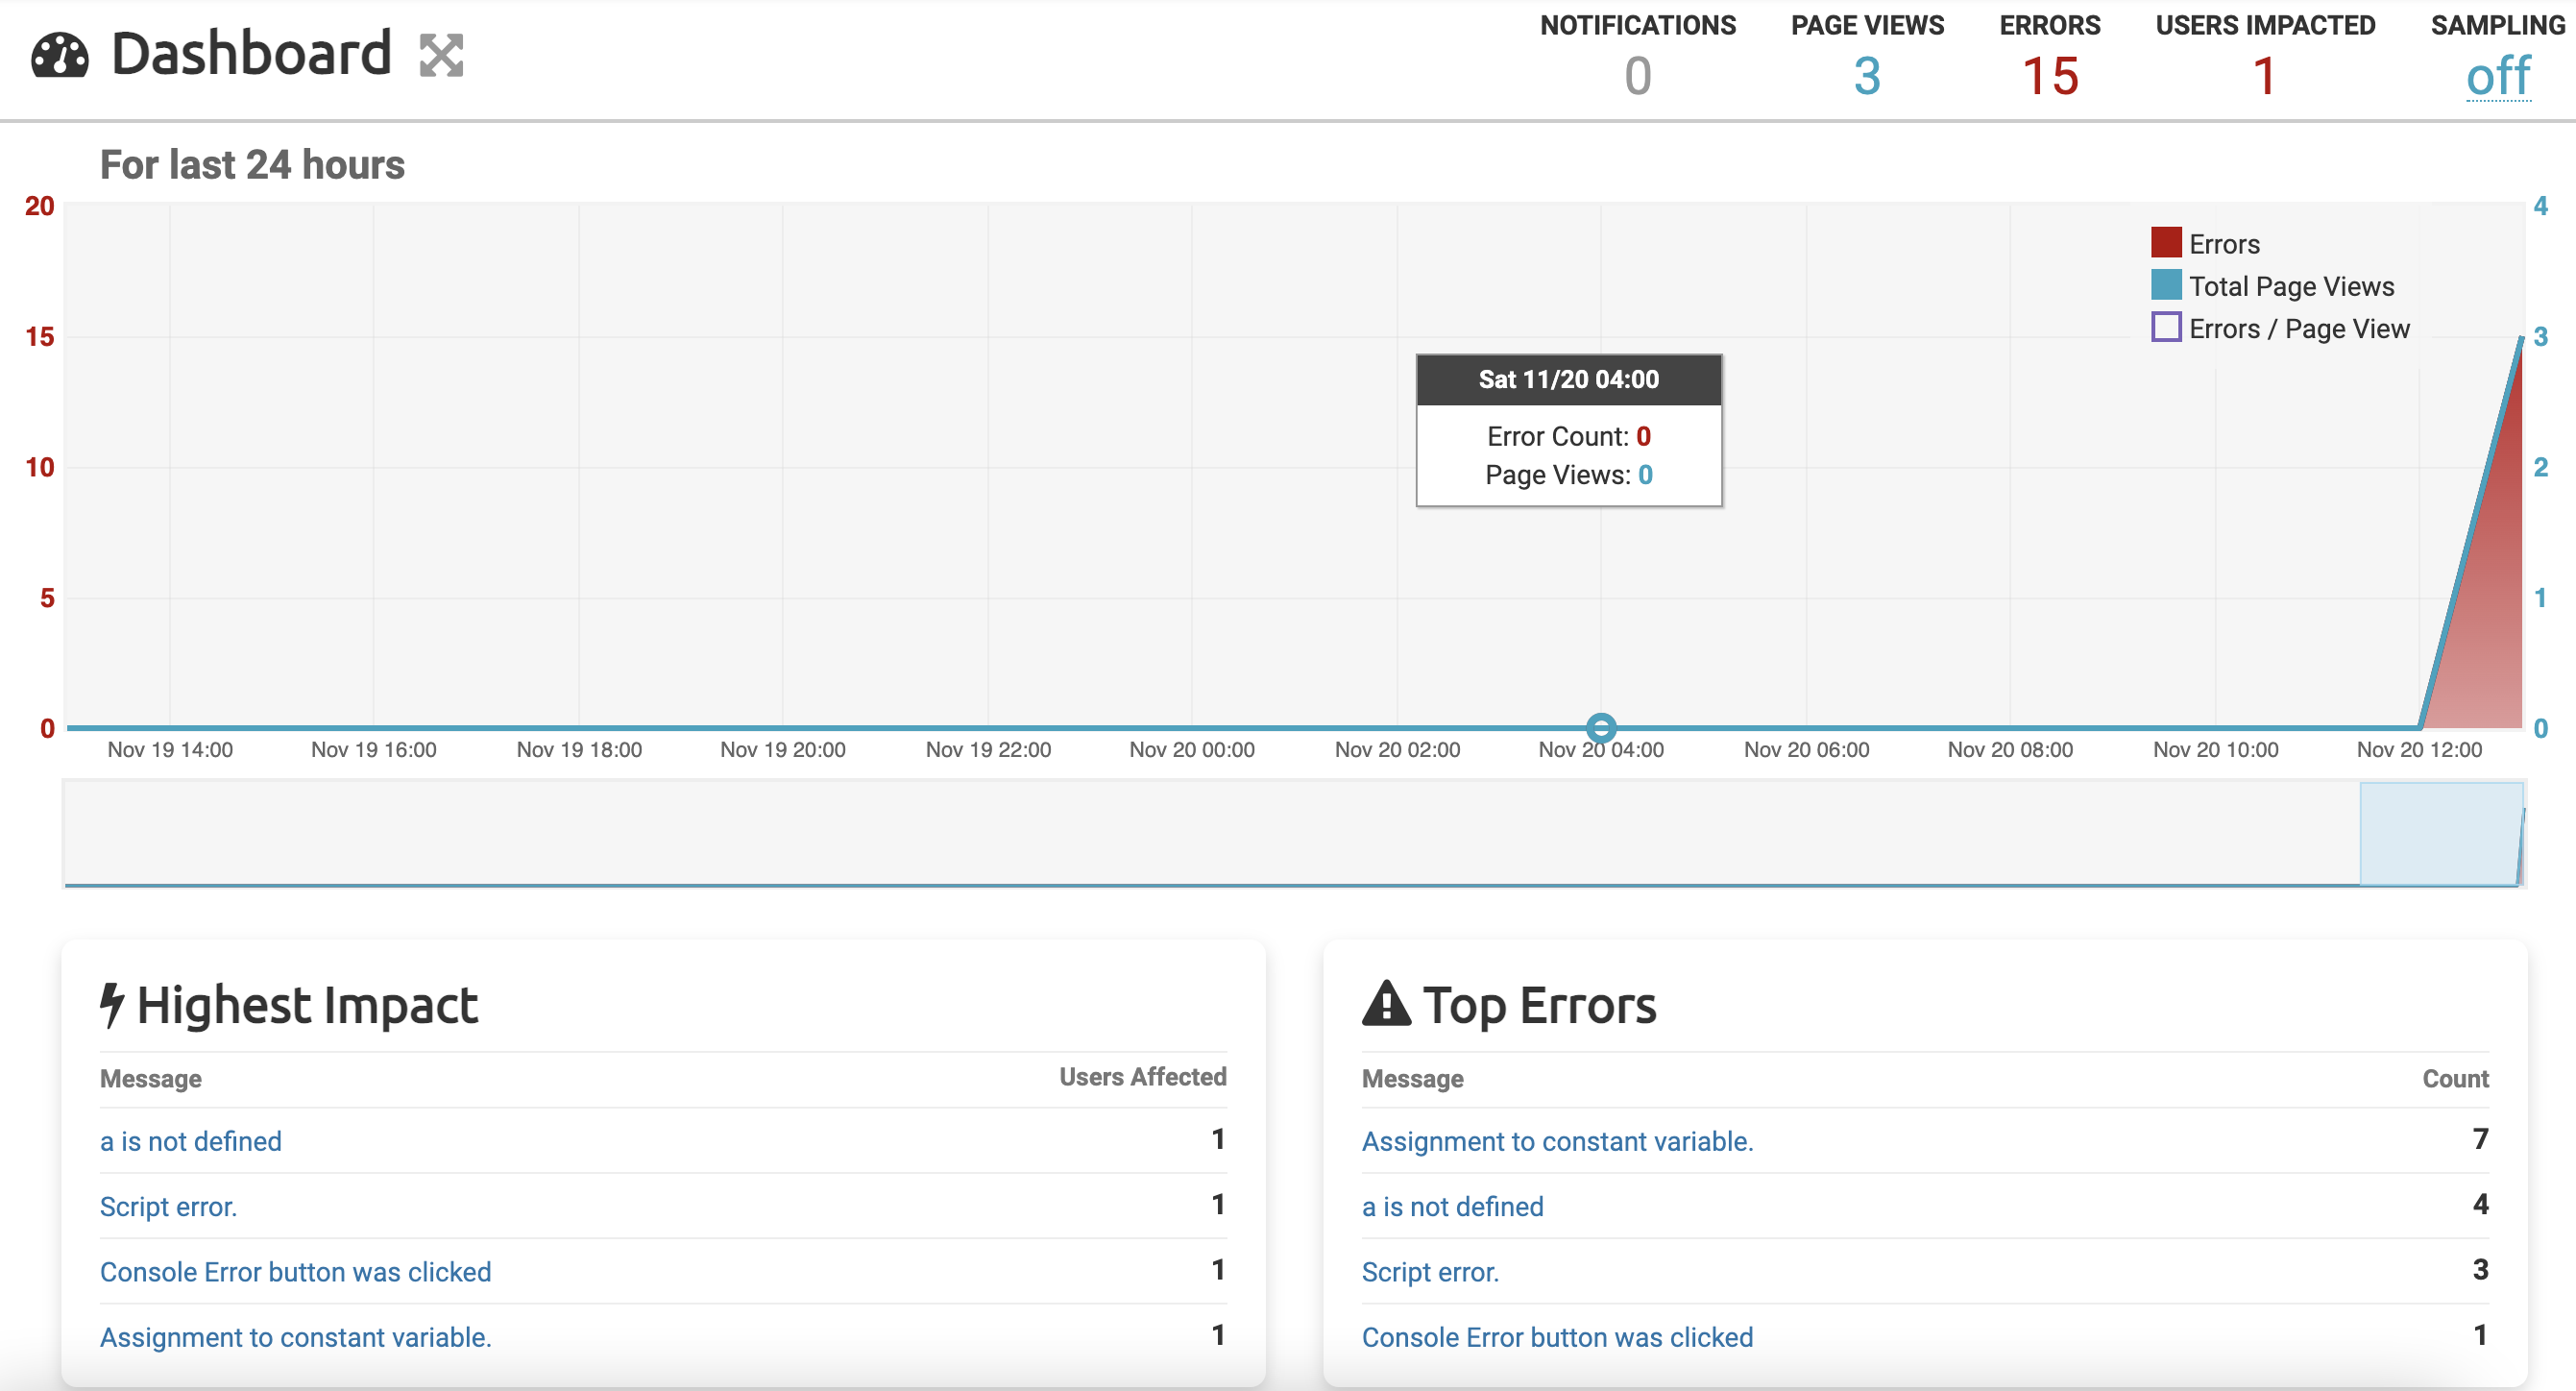 Dashboard
NOTIFICATIONS PAGE VIEWS ERRORS USERS IMPACTED SAMPLING
0 3 15 1 off
For last 24 hours
20 4
Errors
Total Page Views
15 3
Errors / Page View
Sat 11/20 04:00
Error Count: 0
10 2
Page Views: 0
5 1
0 0
Nov 19 14:00 Nov 19 16:00 Nov 19 18:00 Nov 19 20:00 Nov 19 22:00 Nov 20 00:00 Nov 20 02:00 Nov 20 04:00 Nov 20 06:00 Nov 20 08:00 Nov 20 10:00 Nov 20 12:00
Highest Impact
Message Users Affected
a is not defined 1
Script error. 1
Console Error button was clicked 1
Assignment to constant variable. 1
Top Errors
Message Count
Assignment to constant variable. 7
a is not defined 4
Script error. 3
Console Error button was clicked 1